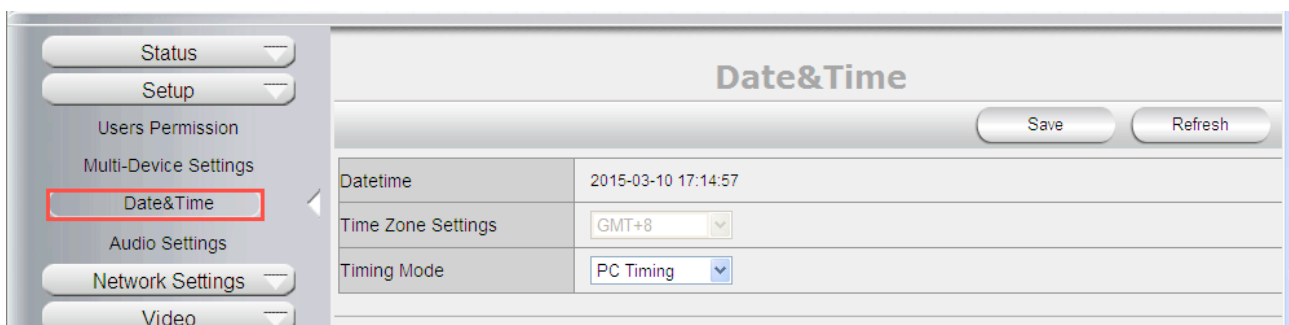 Status
Setup
Users Permission
Multi-Device Settings
Date&Time
Audio Settings
Network Settings
Video
Date&Time
Save Refresh
Datetime 2015-03-10 17:14:57
Time Zone Settings GMT+8
Timing Mode PC Timing